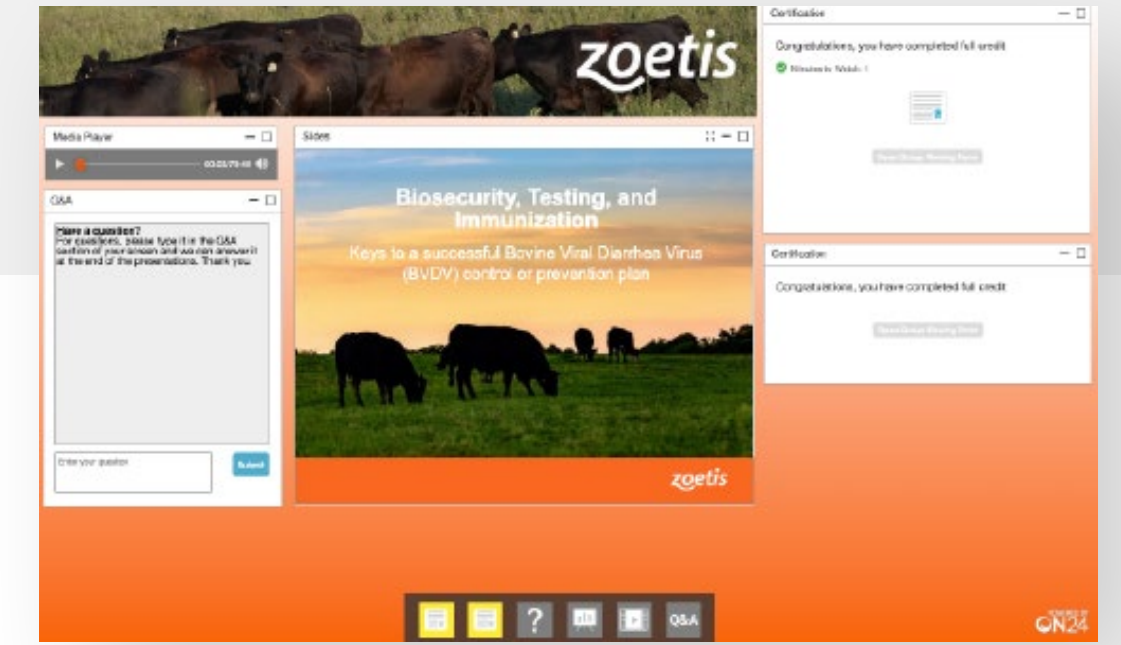 zoetis
Certification
Congratulations, you have completed full credit
Media Player
Q&A
Have a question?
For questions, please type it in the Q&A
section of your screen and we can answer it
at the end of the presentations. Thank you.
Enter your question
Submit
Slides
Biosecurity, Testing, and
Immunization
Keys to a successful Bovine Viral Diarrhea Virus
(BVDV) control or prevention plan
zoetis
Certification
Congratulations, you have completed full credit
?
Q&A
POWERED BY
ON24